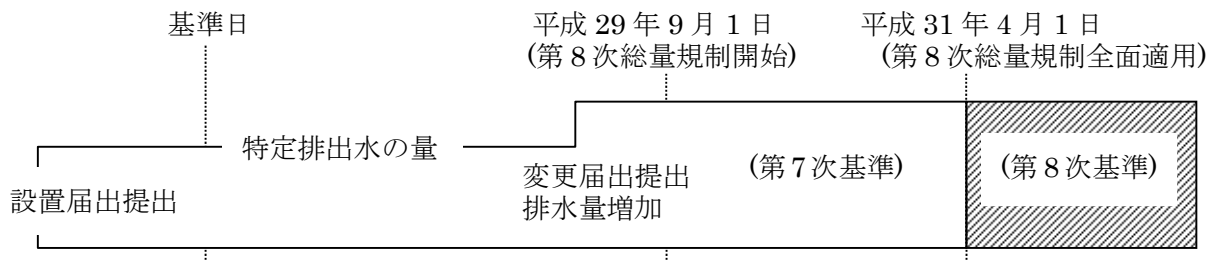 基準日
平成 29 年 9 月 1 日
(第 8 次総量規制開始)
平成 31 年 4 月 1 日
(第 8 次総量規制全面適用)
特定排出水の量
設置届出提出
変更届出提出
排水量増加
(第 7 次基準)
(第 8 次基準)